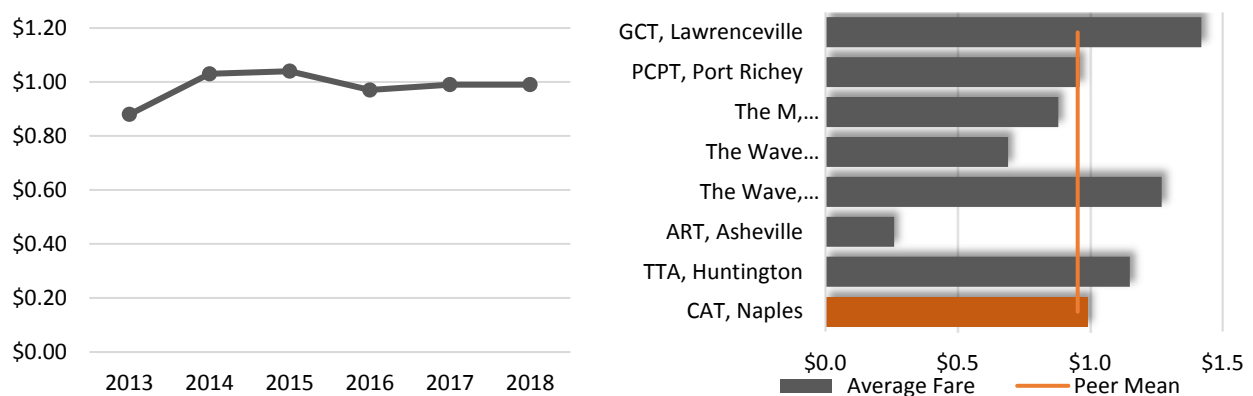 $1.20
$1.00
$0.80
$0.60
$0.40
$0.20
$0.00
2013 2014 2015 2016 2017 2018
GCT, Lawrenceville
PCPT, Port Richey
The M,...
The Wave...
The Wave,...
ART, Asheville
TTA, Huntington
CAT, Naples
$0.0 $0.5 $1.0 $1.5
Average Fare Peer Mean